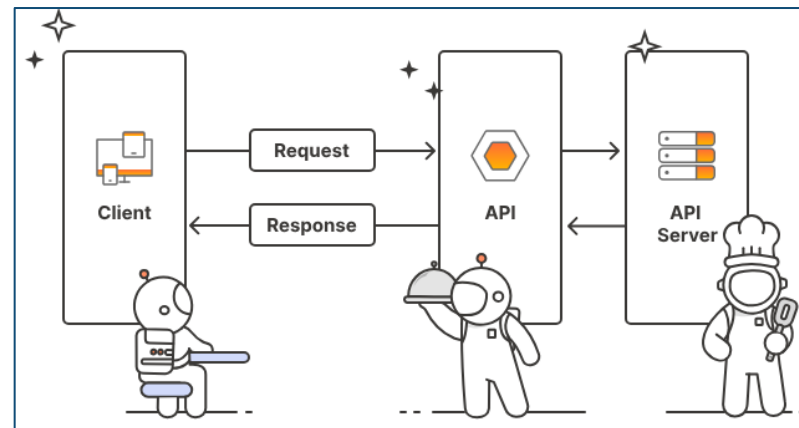 Request
Client
API
API
Server
Response